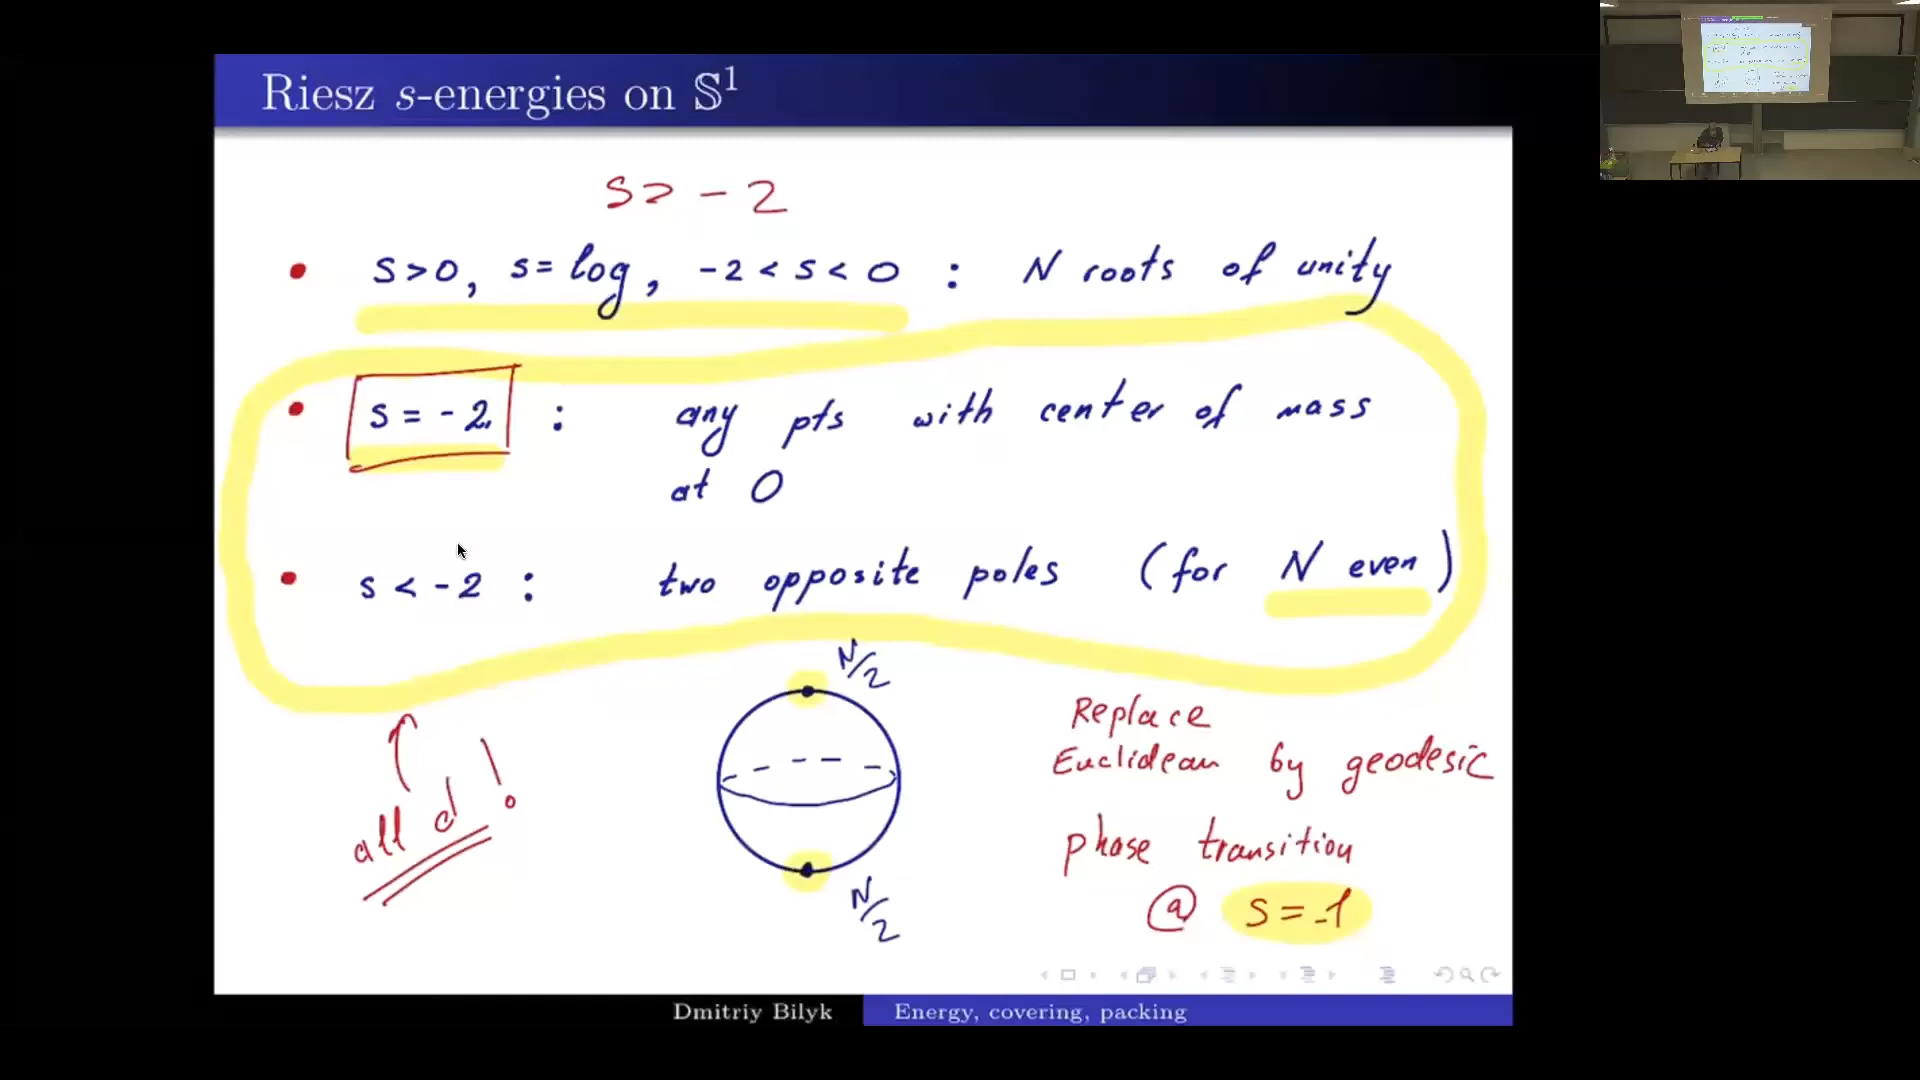 Riesz s-energies on 𝕊¹
s > -2
• s>0, s=log, -2<s<0 : N roots of unity
• s = -2 : any pts with center of mass
at 0
• s < -2 : two opposite poles (for N even)
N/2
Replace
Euclidean by geodesic
all d !
phase transition
N/2
@ s = -1
Dmitriy Bilyk Energy, covering, packing